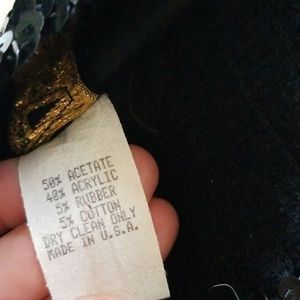 50% ACETATE
40% ACRYLIC
5% RUBBER
5% COTTON
DRY CLEAN ONLY
MADE IN U.S.A.